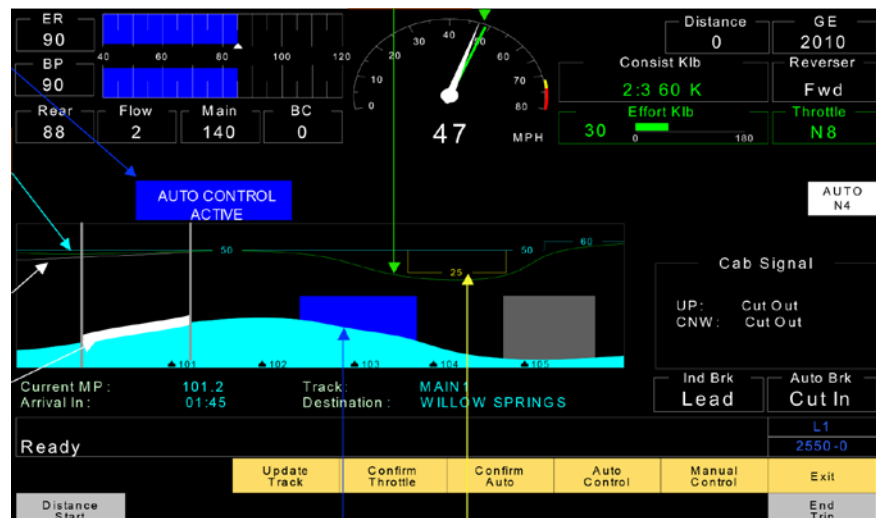 ER
90
40 60 80 100 120
BP
90
Rear
88
Flow
2
Main
140
BC
0
0 10 20 30 40 50 60 70 80
47 MPH
Distance
0
GE
2010
Consist Klb
2:3 60 K
Reverser
Fwd
Effort Klb
30
0 180
Throttle
N8
AUTO CONTROL
ACTIVE
AUTO
N4
50 50 60
25
101 102 103 104 105
Cab Signal
UP: Cut Out
CNW: Cut Out
Current MP: 101.2 Track: MAIN1
Arrival In: 01:45 Destination: WILLOW SPRINGS
Ind Brk
Lead
Auto Brk
Cut In
Ready
L1
2550-0
Update
Track
Confirm
Throttle
Confirm
Auto
Auto
Control
Manual
Control
Exit
Distance
Start
End
Trip